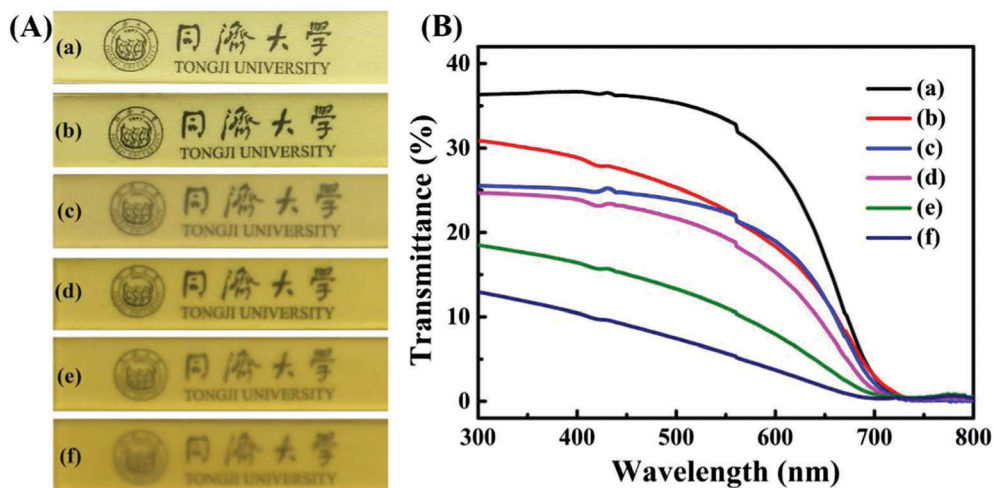 (A)
(a)
同濟大學
TONGJI UNIVERSITY
(b)
同濟大學
TONGJI UNIVERSITY
(c)
同濟大學
TONGJI UNIVERSITY
(d)
同濟大學
TONGJI UNIVERSITY
(e)
同濟大學
TONGJI UNIVERSITY
(f)
同濟大學
TONGJI UNIVERSITY
(B)
Transmittance (%)
40
30
20
10
0
300 400 500 600 700 800
Wavelength (nm)
(a)
(b)
(c)
(d)
(e)
(f)